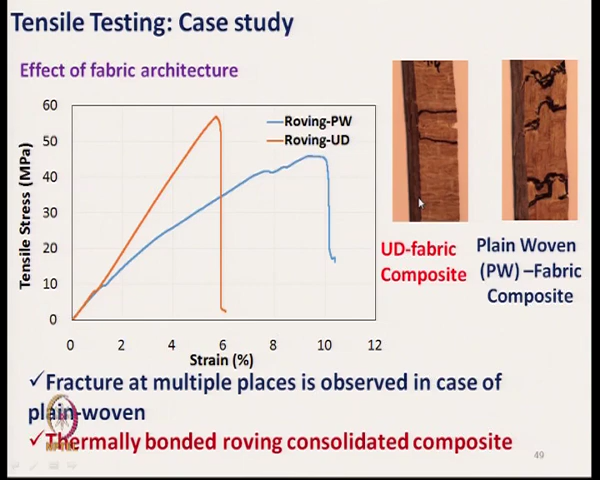 Tensile Testing: Case study
Effect of fabric architecture
60
50
40
30
20
10
0
Tensile Stress (MPa)
Roving-PW
Roving-UD
0 2 4 6 8 10 12
Strain (%)
UD-fabric
Composite
Plain Woven
(PW) –Fabric
Composite
✓Fracture at multiple places is observed in case of
plain-woven
✓Thermally bonded roving consolidated composite
NPTEL
49